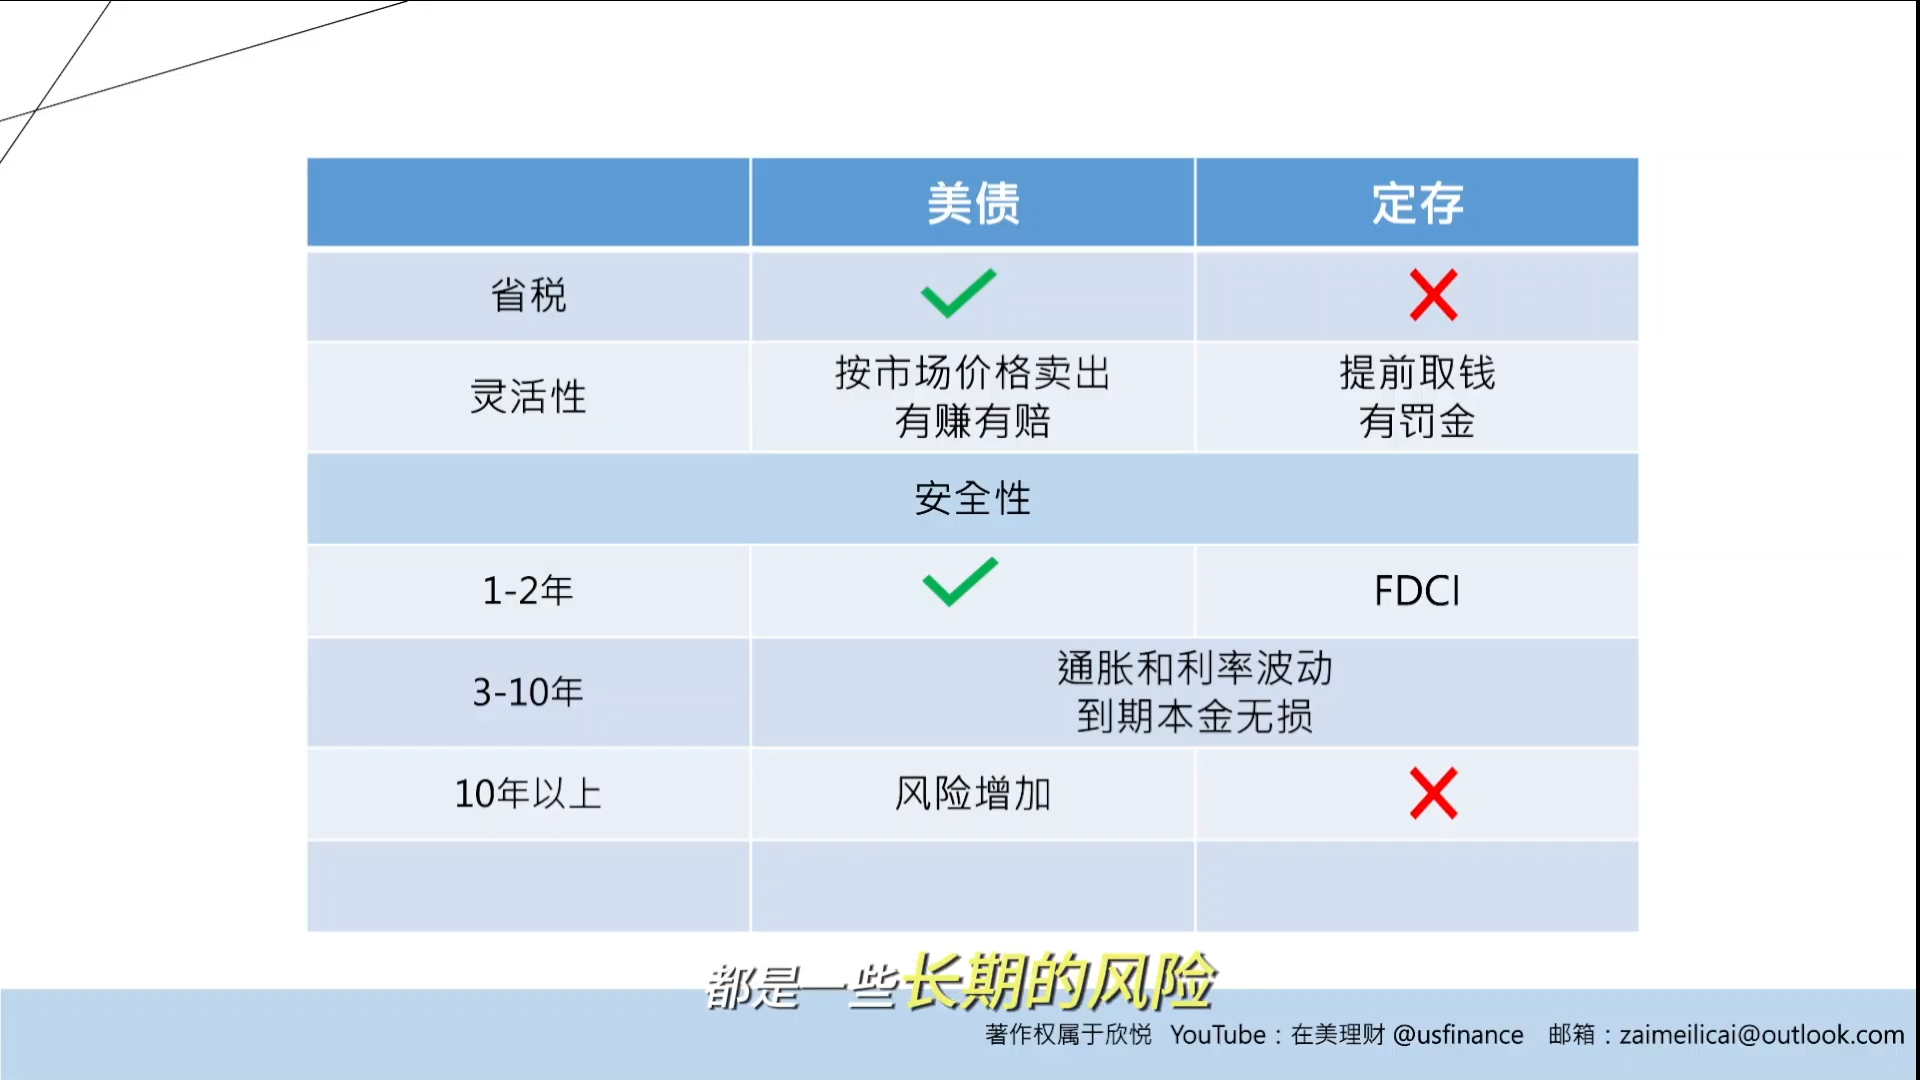 美债
定存
省税
灵活性
按市场价格卖出
有赚有赔
提前取钱
有罚金
安全性
1-2年
FDCI
3-10年
通胀和利率波动
到期本金无损
10年以上
风险增加
都是一些长期的风险
著作权属于欣悦 YouTube：在美理财 @usfinance 邮箱：zaimeilicai@outlook.com